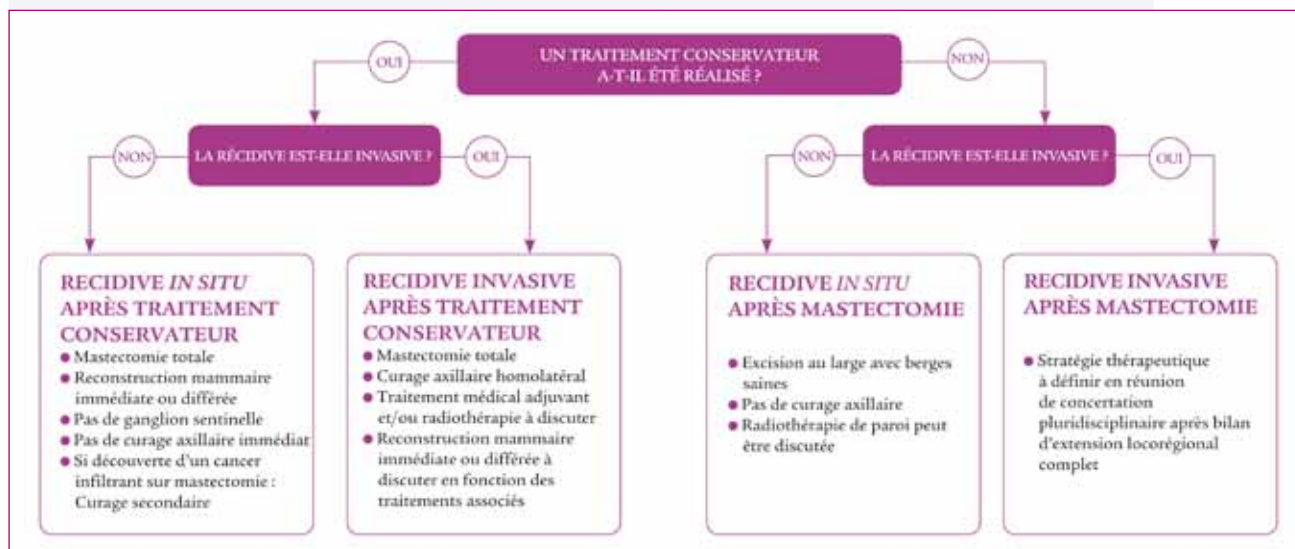 UN TRAITEMENT CONSERVATEUR
A-T-IL ÉTÉ RÉALISÉ ?
OUI
NON
LA RÉCIDIVE EST-ELLE INVASIVE ?
NON
OUI
LA RÉCIDIVE EST-ELLE INVASIVE ?
NON
OUI
RECIDIVE IN SITU
APRÈS TRAITEMENT
CONSERVATEUR
● Mastectomie totale
● Reconstruction mammaire
immédiate ou différée
● Pas de ganglion sentinelle
● Pas de curage axillaire immédiat
● Si découverte d'un cancer
infiltrant sur mastectomie :
Curage secondaire
RECIDIVE INVASIVE
APRÈS TRAITEMENT
CONSERVATEUR
● Mastectomie totale
● Curage axillaire homolatéral
● Traitement médical adjuvant
et/ou radiothérapie à discuter
● Reconstruction mammaire
immédiate ou différée à
discuter en fonction des
traitements associés
RECIDIVE IN SITU
APRÈS MASTECTOMIE
● Excision au large avec berges
saines
● Pas de curage axillaire
● Radiothérapie de paroi peut
être discutée
RECIDIVE INVASIVE
APRÈS MASTECTOMIE
● Stratégie thérapeutique
à définir en réunion
de concertation
pluridisciplinaire après bilan
d'extension locorégional
complet